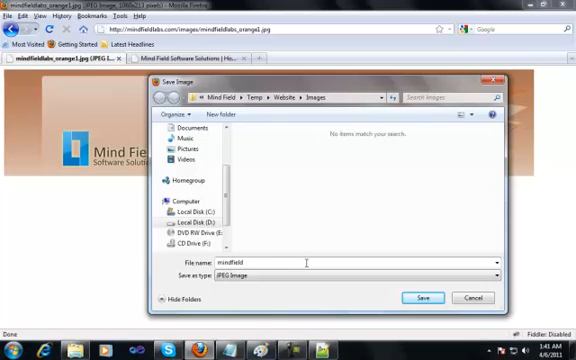 mindfieldlabs_orange1.jpg (JPEG Image, 1060x213 pixels) - Mozilla Firefox
File Edit View History Bookmarks Tools Help
http://mindfieldlabs.com/images/mindfieldlabs_orange1.jpg
Google
Most Visited Getting Started Latest Headlines
mindfieldlabs_orange1.jpg (JPEG I...
Mind Field Software Solutions | Ho...
Save Image
Mind Field Temp Website Images
Search Images
Organize New folder
Documents
Music
Pictures
Videos
Homegroup
Computer
Local Disk (C:)
Local Disk (D:)
DVD RW Drive (E:
CD Drive (F:)
No items match your search.
Mind Fie
Software Solution
File name: mindfield
Save as type: JPEG Image
Hide Folders
Save Cancel
Done
Fiddler: Disabled
1:41 AM
4/6/2011